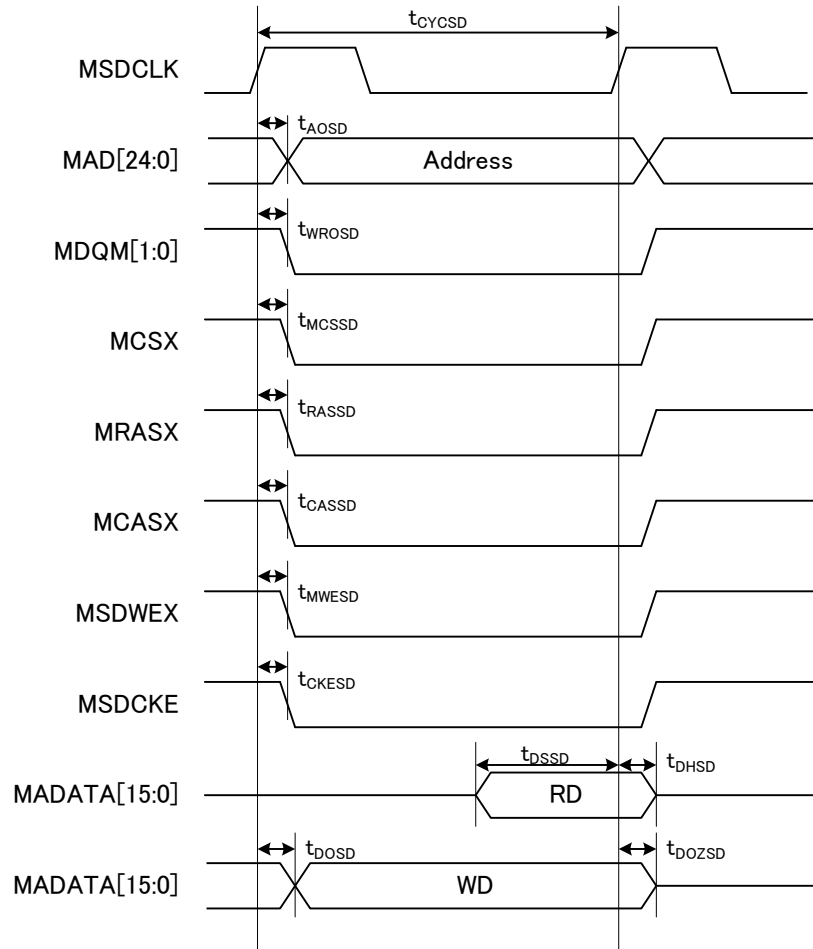 tCYCSD
MSDCLK
tAOSD
MAD[24:0]
Address
tWROSD
MDQM[1:0]
tMCSSD
MCSX
tRASSD
MRASX
tCASSD
MCASX
tMWESD
MSDWEX
tCKESD
MSDCKE
tDSSD
tDHSD
MADATA[15:0]
RD
tDOSD
tDOZSD
MADATA[15:0]
WD